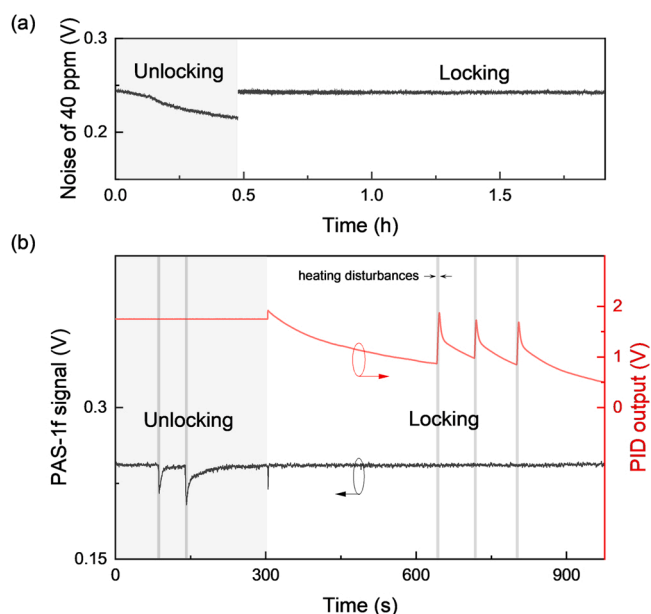 (a)
0.3
0.2
Noise of 40 ppm (V)
Unlocking
Locking
0.0
0.5
1.0
1.5
Time (h)
(b)
heating disturbances
2
1
0
PID output (V)
0.3
0.15
PAS-1f signal (V)
Unlocking
Locking
0
300
600
900
Time (s)